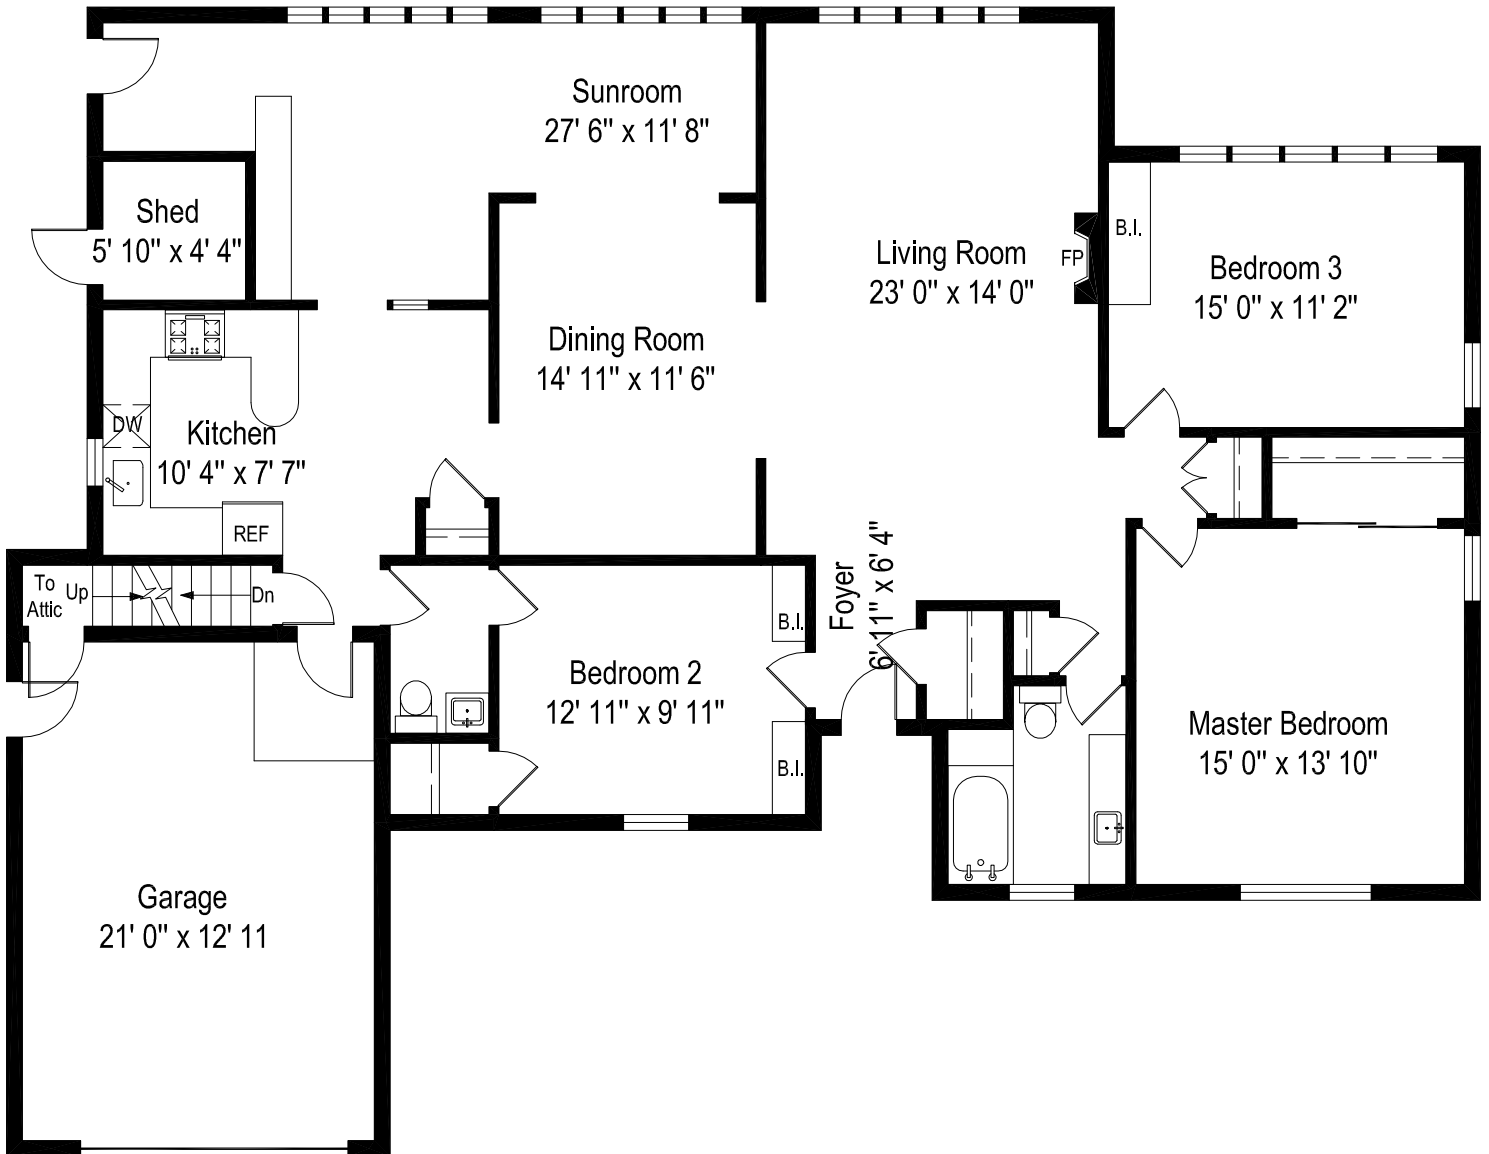 Sunroom
27' 6" x 11' 8"
Shed
5' 10" x 4' 4"
Living Room
23' 0" x 14' 0"
FP
B.I.
Bedroom 3
15' 0" x 11' 2"
Dining Room
14' 11" x 11' 6"
DW
Kitchen
10' 4" x 7' 7"
REF
To
Attic
Up
Dn
Foyer
6' 11" x 6' 4"
B.I.
Bedroom 2
12' 11" x 9' 11"
B.I.
Master Bedroom
15' 0" x 13' 10"
Garage
21' 0" x 12' 11